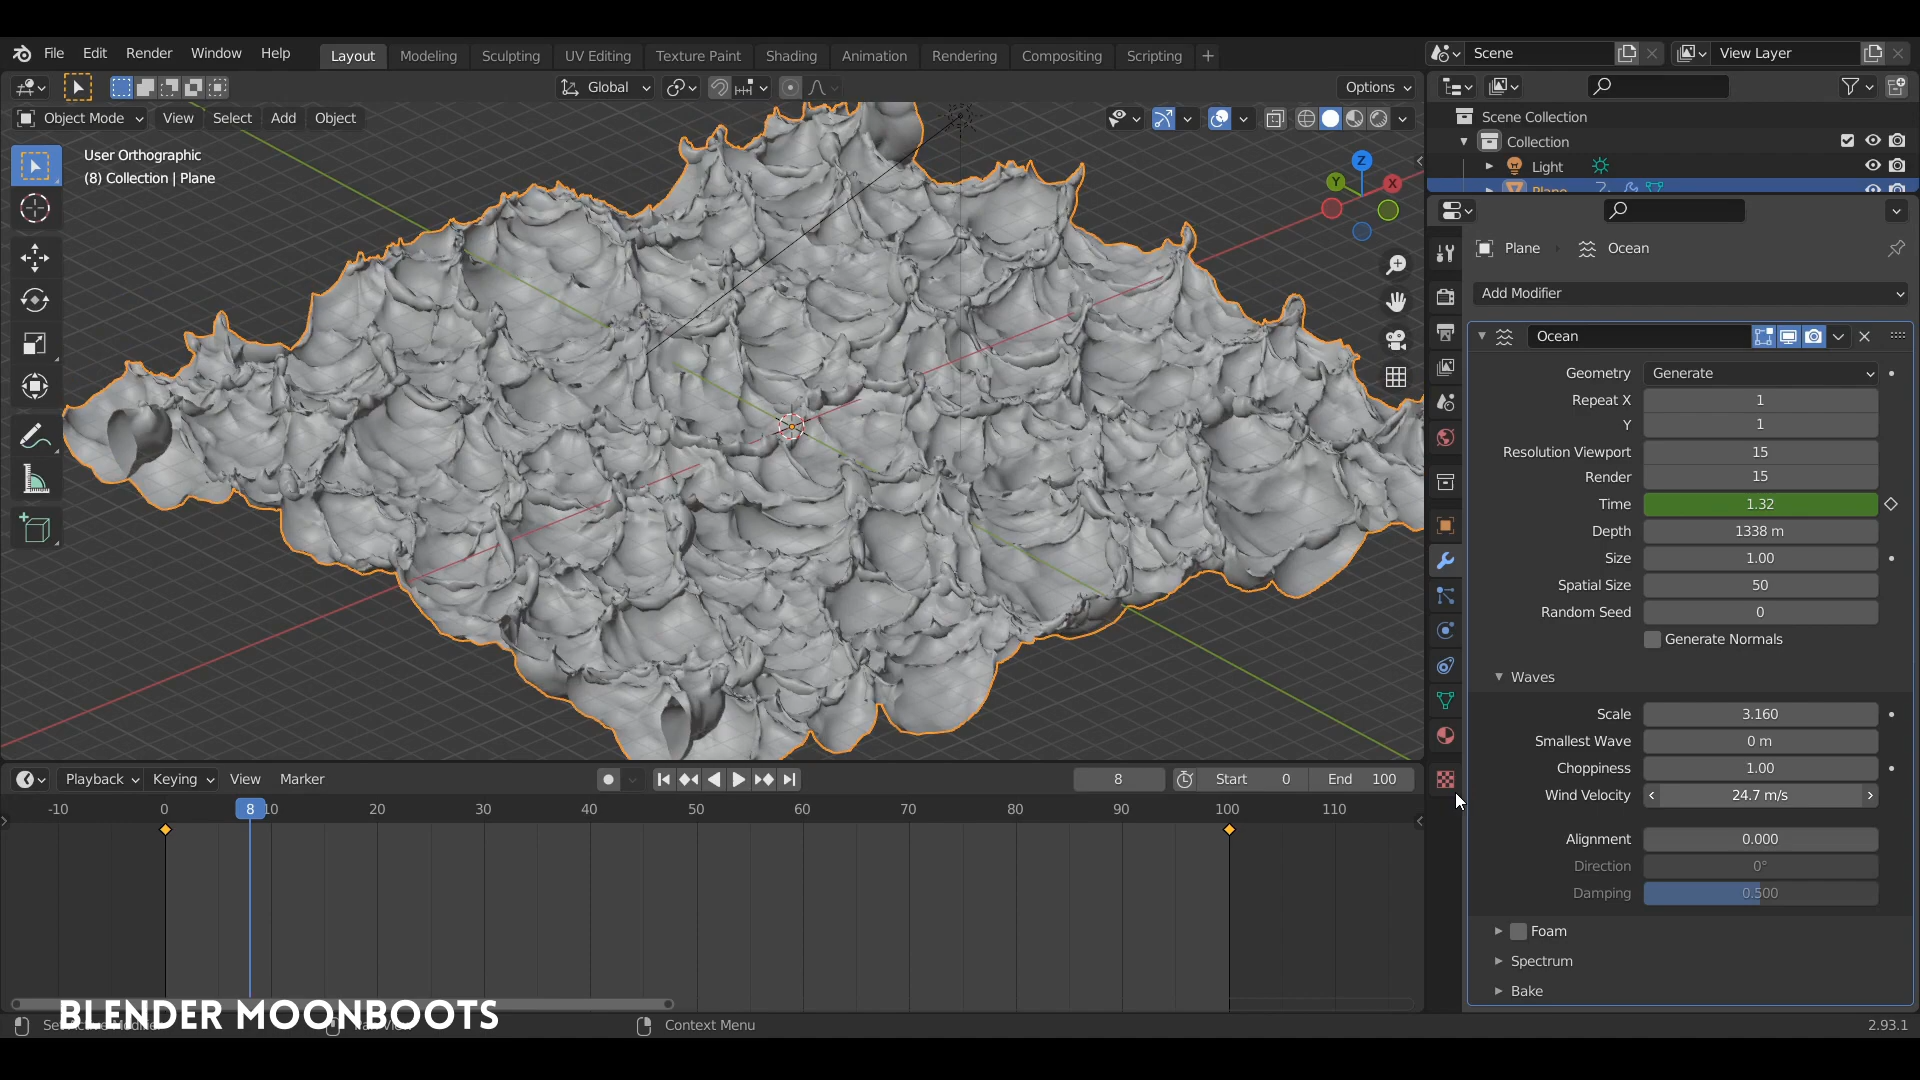 File Edit Render Window Help Layout Modeling Sculpting UV Editing Texture Paint Shading Animation Rendering Compositing Scripting + Scene View Layer
Global Options
Object Mode View Select Add Object
User Orthographic
(8) Collection | Plane
Z
Y X
Scene Collection
Collection
Light
Plane
Plane > Ocean
Add Modifier
Ocean
Geometry Generate
Repeat X 1
Y 1
Resolution Viewport 15
Render 15
Time 1.32
Depth 1338 m
Size 1.00
Spatial Size 50
Random Seed 0
Generate Normals
Waves
Scale 3.160
Smallest Wave 0 m
Choppiness 1.00
Wind Velocity 24.7 m/s
Alignment 0.000
Direction 0°
Damping 0.500
Foam
Spectrum
Bake
Playback Keying View Marker 8 Start 0 End 100
-10 0 8 10 20 30 40 50 60 70 80 90 100 110
BLENDER MOONBOOTS
Context Menu
2.93.1